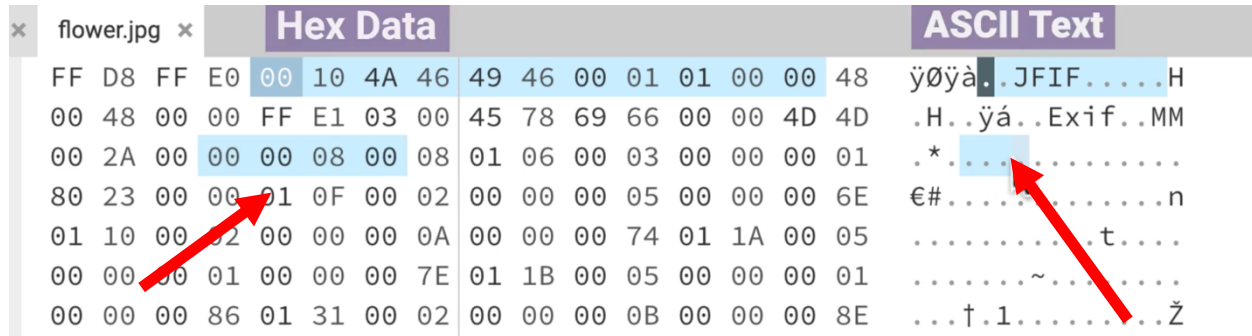 flower.jpg × Hex Data ASCII Text
FF D8 FF E0 00 10 4A 46 49 46 00 01 01 00 00 48 ÿØÿà..JFIF.....H
00 48 00 00 FF E1 03 00 45 78 69 66 00 00 4D 4D .H..ÿá..Exif..MM
00 2A 00 00 00 08 00 08 01 06 00 03 00 00 00 01 .*..............
80 23 00 00 01 0F 00 02 00 00 00 05 00 00 00 6E €#.............n
01 10 00 02 00 00 00 0A 00 00 00 74 01 1A 00 05 ...........t....
00 00 00 01 00 00 00 7E 01 1B 00 05 00 00 00 01 .......~........
00 00 00 86 01 31 00 02 00 00 00 0B 00 00 00 8E ...†.1.........Ž